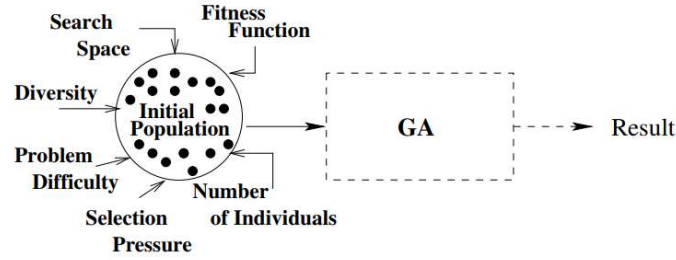 Search
Space
Fitness
Function
Diversity
Initial
Population
GA
Result
Problem
Difficulty
Number
of Individuals
Selection
Pressure